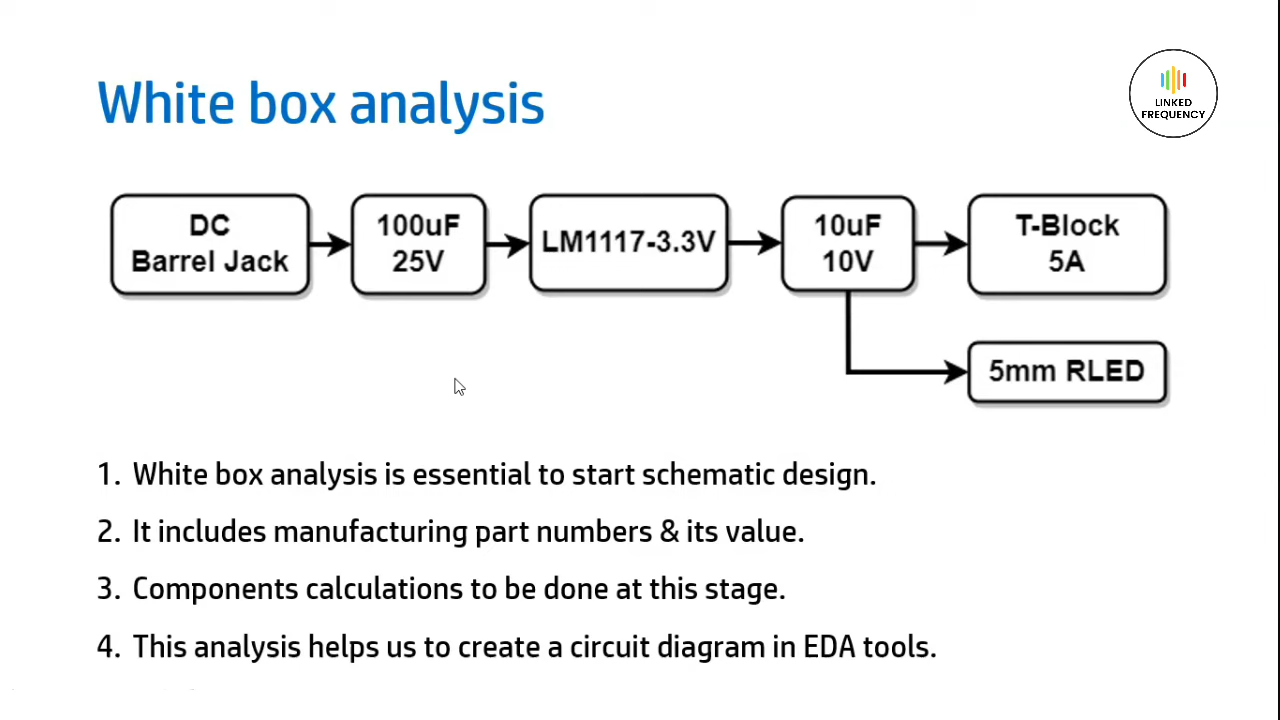 White box analysis
LINKED
FREQUENCY
DC
Barrel Jack
100uF
25V
LM1117-3.3V
10uF
10V
T-Block
5A
5mm RLED
1. White box analysis is essential to start schematic design.
2. It includes manufacturing part numbers & its value.
3. Components calculations to be done at this stage.
4. This analysis helps us to create a circuit diagram in EDA tools.